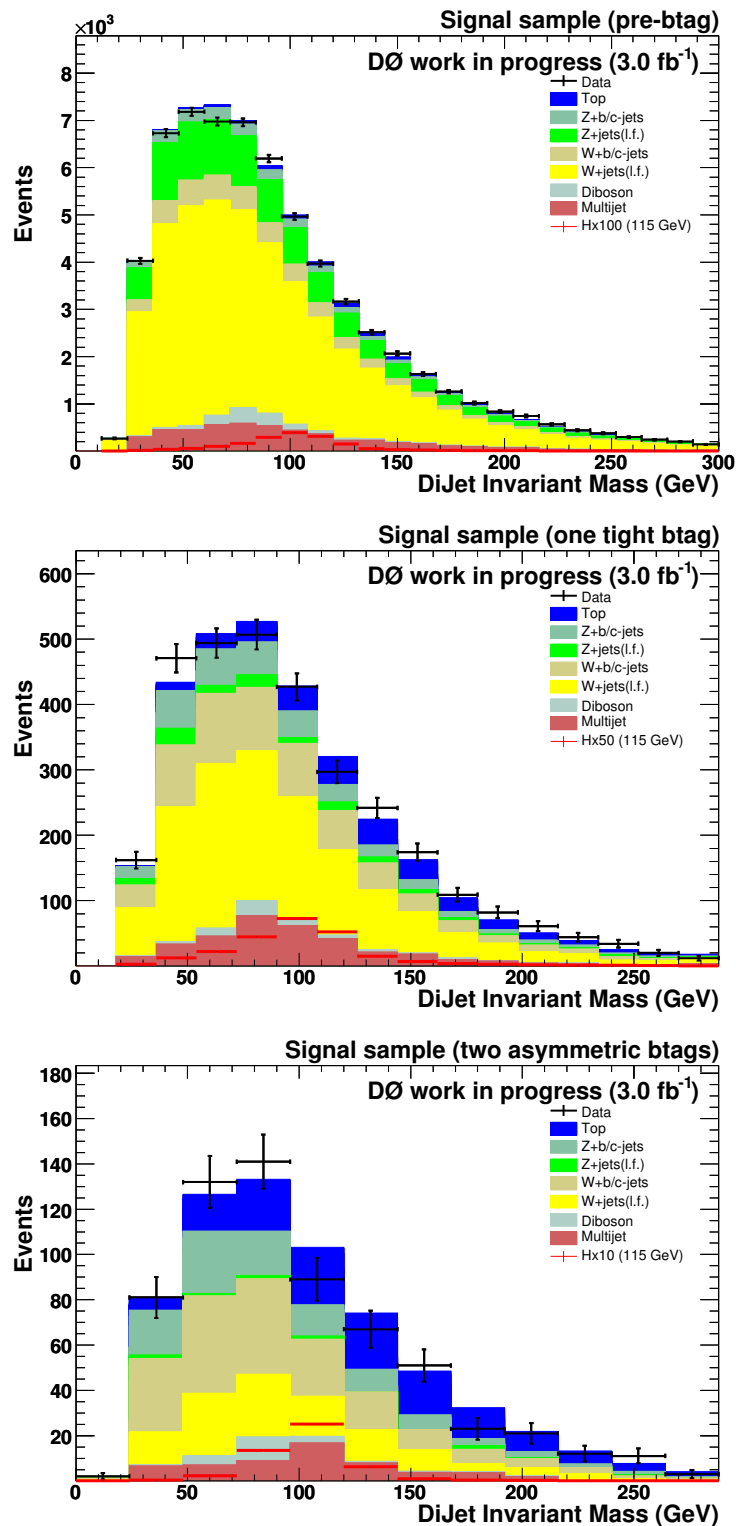 Signal sample (pre-btag)
×10³
DØ work in progress (3.0 fb⁻¹)
Data
Top
Z+b/c-jets
Z+jets(l.f.)
W+b/c-jets
W+jets(l.f.)
Diboson
Multijet
Hx100 (115 GeV)
Events
8
7
6
5
4
3
2
1
0 50 100 150 200 250 300
DiJet Invariant Mass (GeV)
Signal sample (one tight btag)
DØ work in progress (3.0 fb⁻¹)
Data
Top
Z+b/c-jets
Z+jets(l.f.)
W+b/c-jets
W+jets(l.f.)
Diboson
Multijet
Hx50 (115 GeV)
Events
600
500
400
300
200
100
0 50 100 150 200 250
DiJet Invariant Mass (GeV)
Signal sample (two asymmetric btags)
DØ work in progress (3.0 fb⁻¹)
Data
Top
Z+b/c-jets
Z+jets(l.f.)
W+b/c-jets
W+jets(l.f.)
Diboson
Multijet
Hx10 (115 GeV)
Events
180
160
140
120
100
80
60
40
20
0 50 100 150 200 250
DiJet Invariant Mass (GeV)